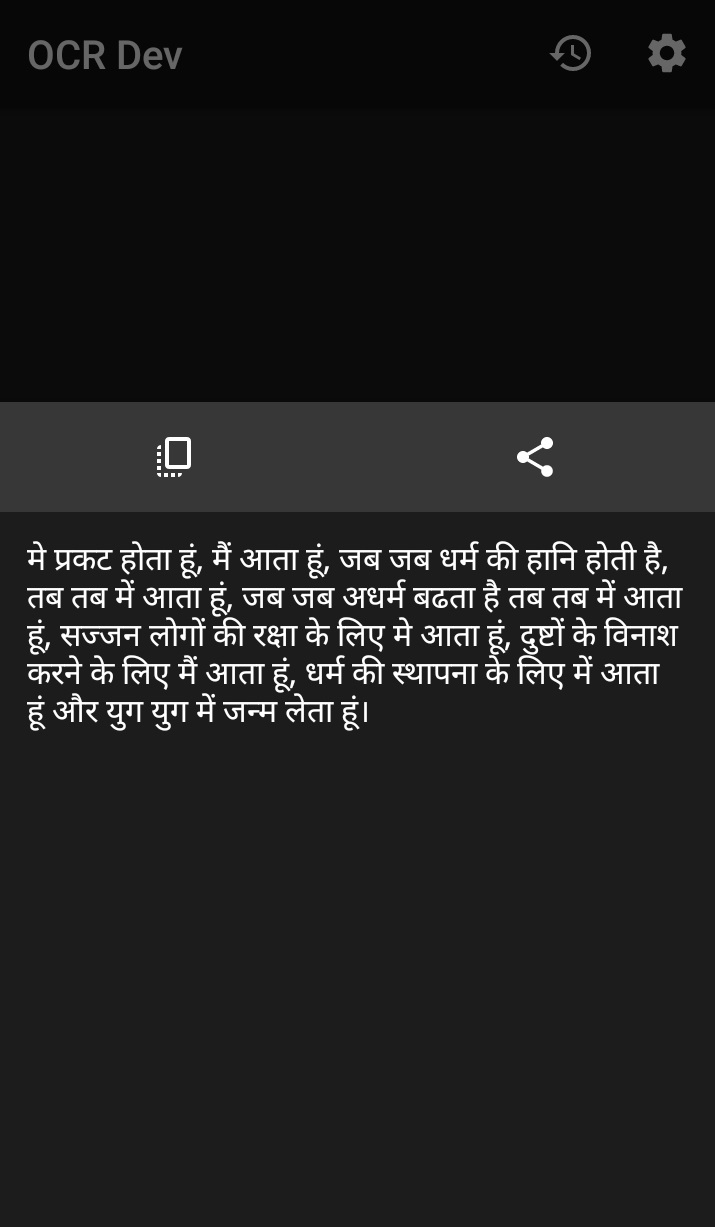 OCR Dev
मे प्रकट होता हूं, मैं आता हूं, जब जब धर्म की हानि होती है,
तब तब में आता हूं, जब जब अधर्म बढता है तब तब में आता
हूं, सज्जन लोगों की रक्षा के लिए मे आता हूं, दुष्टों के विनाश
करने के लिए मैं आता हूं, धर्म की स्थापना के लिए में आता
हूं और युग युग में जन्म लेता हूं।